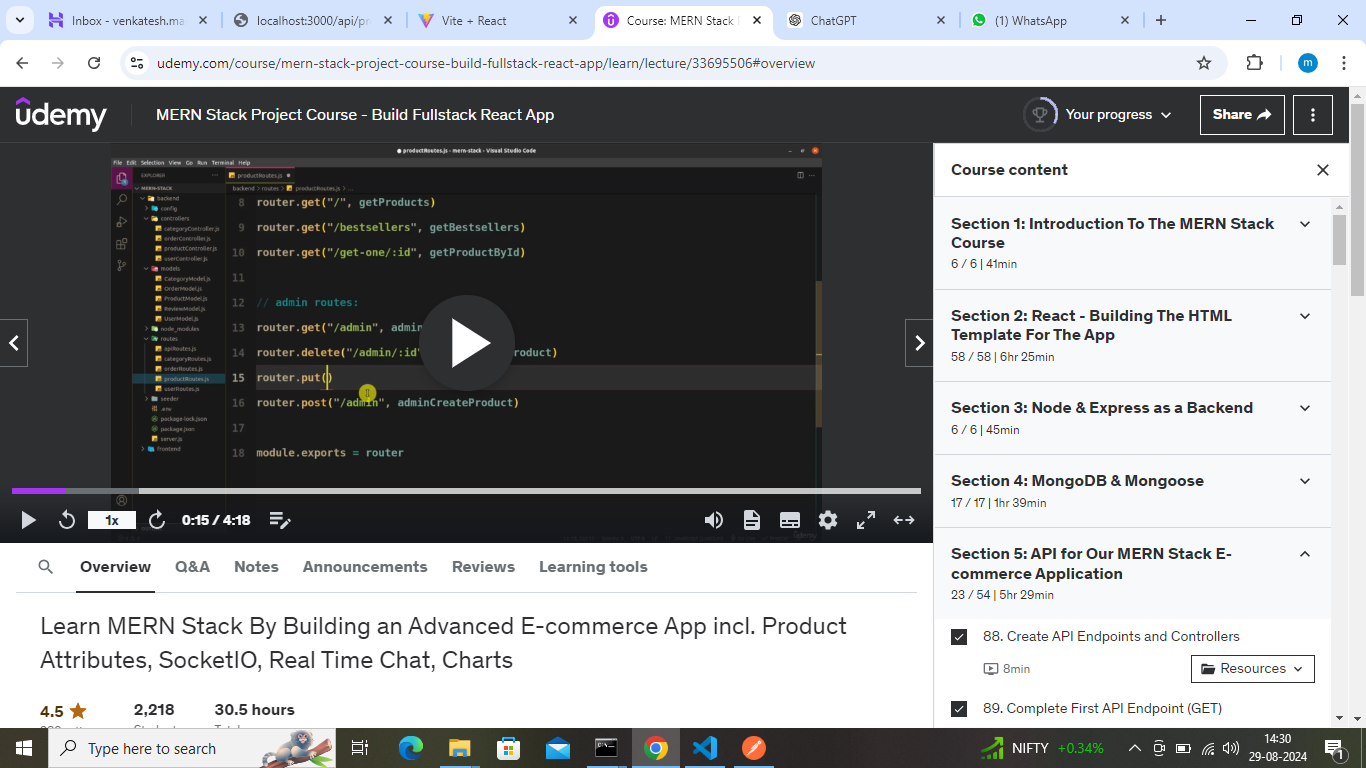 Inbox - venkatesh.ma
localhost:3000/api/pr
Vite + React
Course: MERN Stack
ChatGPT
(1) WhatsApp
udemy.com/course/mern-stack-project-course-build-fullstack-react-app/learn/lecture/33695506#overview
m
ûdemy
MERN Stack Project Course - Build Fullstack React App
Your progress
Share
productRoutes.js - mern-stack - Visual Studio Code
File Edit Selection View Go Run Terminal Help
EXPLORER
productRoutes.js
MERN-STACK
backend > routes > productRoutes.js > ...
backend
config
controllers
categoryController.js
orderController.js
productController.js
userController.js
models
CategoryModel.js
OrderModel.js
ProductModel.js
ReviewModel.js
UserModel.js
node_modules
routes
apiRoutes.js
categoryRoutes.js
orderRoutes.js
productRoutes.js
userRoutes.js
seeder
.env
package-lock.json
package.json
server.js
frontend
8 router.get("/", getProducts)
9 router.get("/bestsellers", getBestsellers)
10 router.get("/get-one/:id", getProductById)
11
12 // admin routes:
13 router.get("/admin", admin
14 router.delete("/admin/:id" roduct)
15 router.put()
16 router.post("/admin", adminCreateProduct)
17
18 module.exports = router
Udemy
1x
0:15 / 4:18
Course content
Section 1: Introduction To The MERN Stack
Course
6 / 6 | 41min
Section 2: React - Building The HTML
Template For The App
58 / 58 | 6hr 25min
Section 3: Node & Express as a Backend
6 / 6 | 45min
Section 4: MongoDB & Mongoose
17 / 17 | 1hr 39min
Section 5: API for Our MERN Stack E-
commerce Application
23 / 54 | 5hr 29min
88. Create API Endpoints and Controllers
8min
Resources
89. Complete First API Endpoint (GET)
Overview Q&A Notes Announcements Reviews Learning tools
Learn MERN Stack By Building an Advanced E-commerce App incl. Product
Attributes, SocketIO, Real Time Chat, Charts
4.5 2,218 30.5 hours
Type here to search
NIFTY +0.34%
14:30
29-08-2024
1